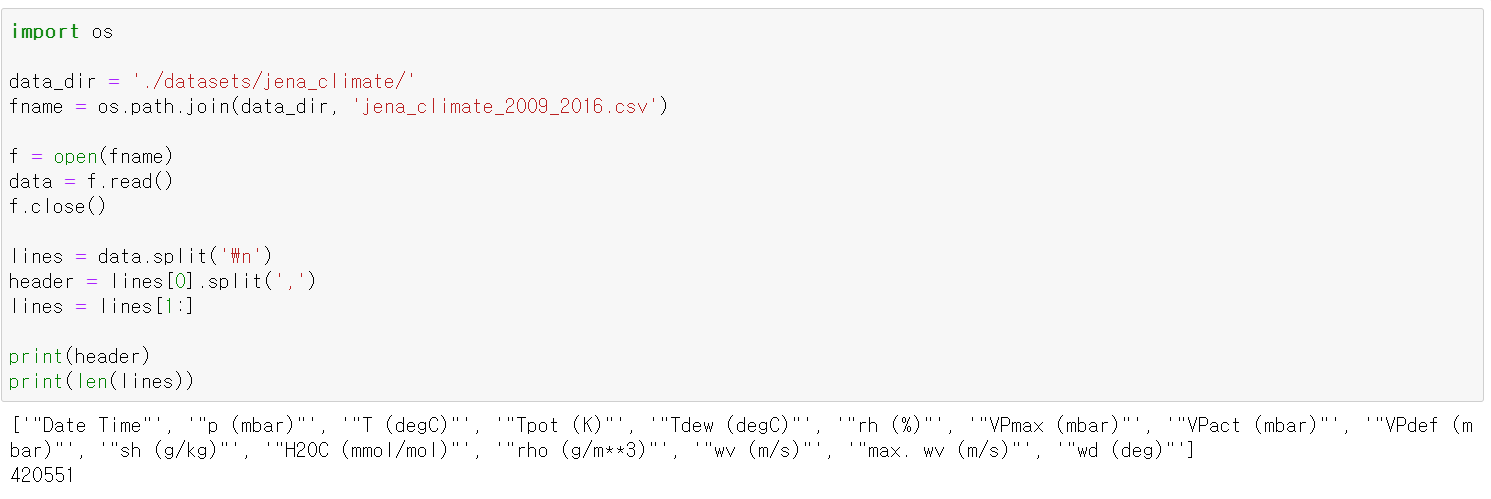 import os
data_dir = './datasets/jena_climate/'
fname = os.path.join(data_dir, 'jena_climate_2009_2016.csv')
f = open(fname)
data = f.read()
f.close()
lines = data.split('₩n')
header = lines[0].split(',')
lines = lines[1:]
print(header)
print(len(lines))
['"Date Time"', '"p (mbar)"', '"T (degC)"', '"Tpot (K)"', '"Tdew (degC)"', '"rh (%)"', '"VPmax (mbar)"', '"VPact (mbar)"', '"VPdef (m
bar)"', '"sh (g/kg)"', '"H2OC (mmol/mol)"', '"rho (g/m**3)"', '"wv (m/s)"', '"max. wv (m/s)"', '"wd (deg)"']
420551